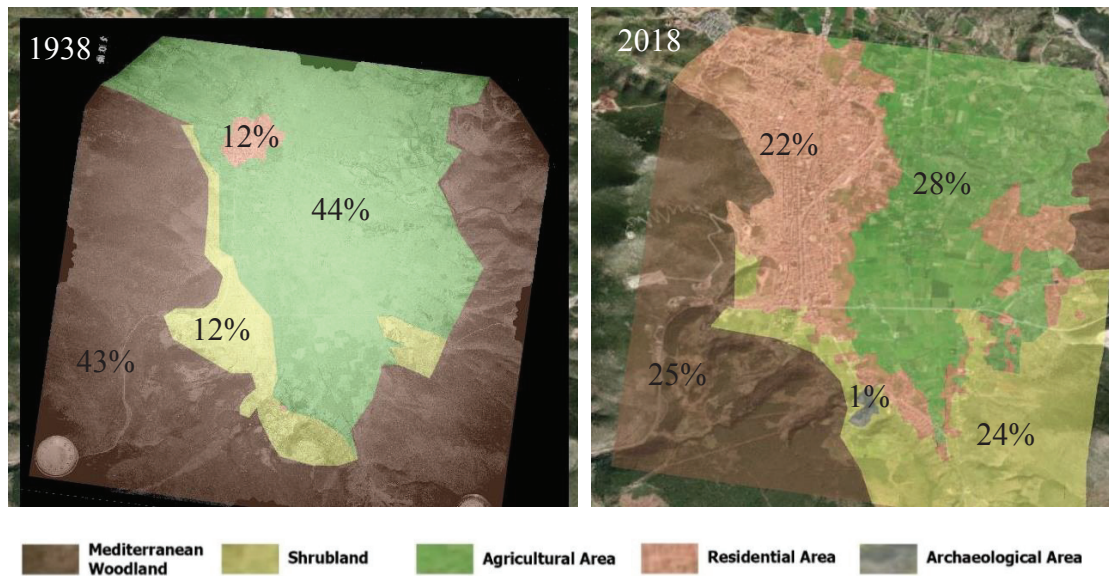 1938
12%
44%
12%
43%
2018
22%
28%
25%
1%
24%
Mediterranean
Woodland
Shrubland
Agricultural Area
Residential Area
Archaeological Area